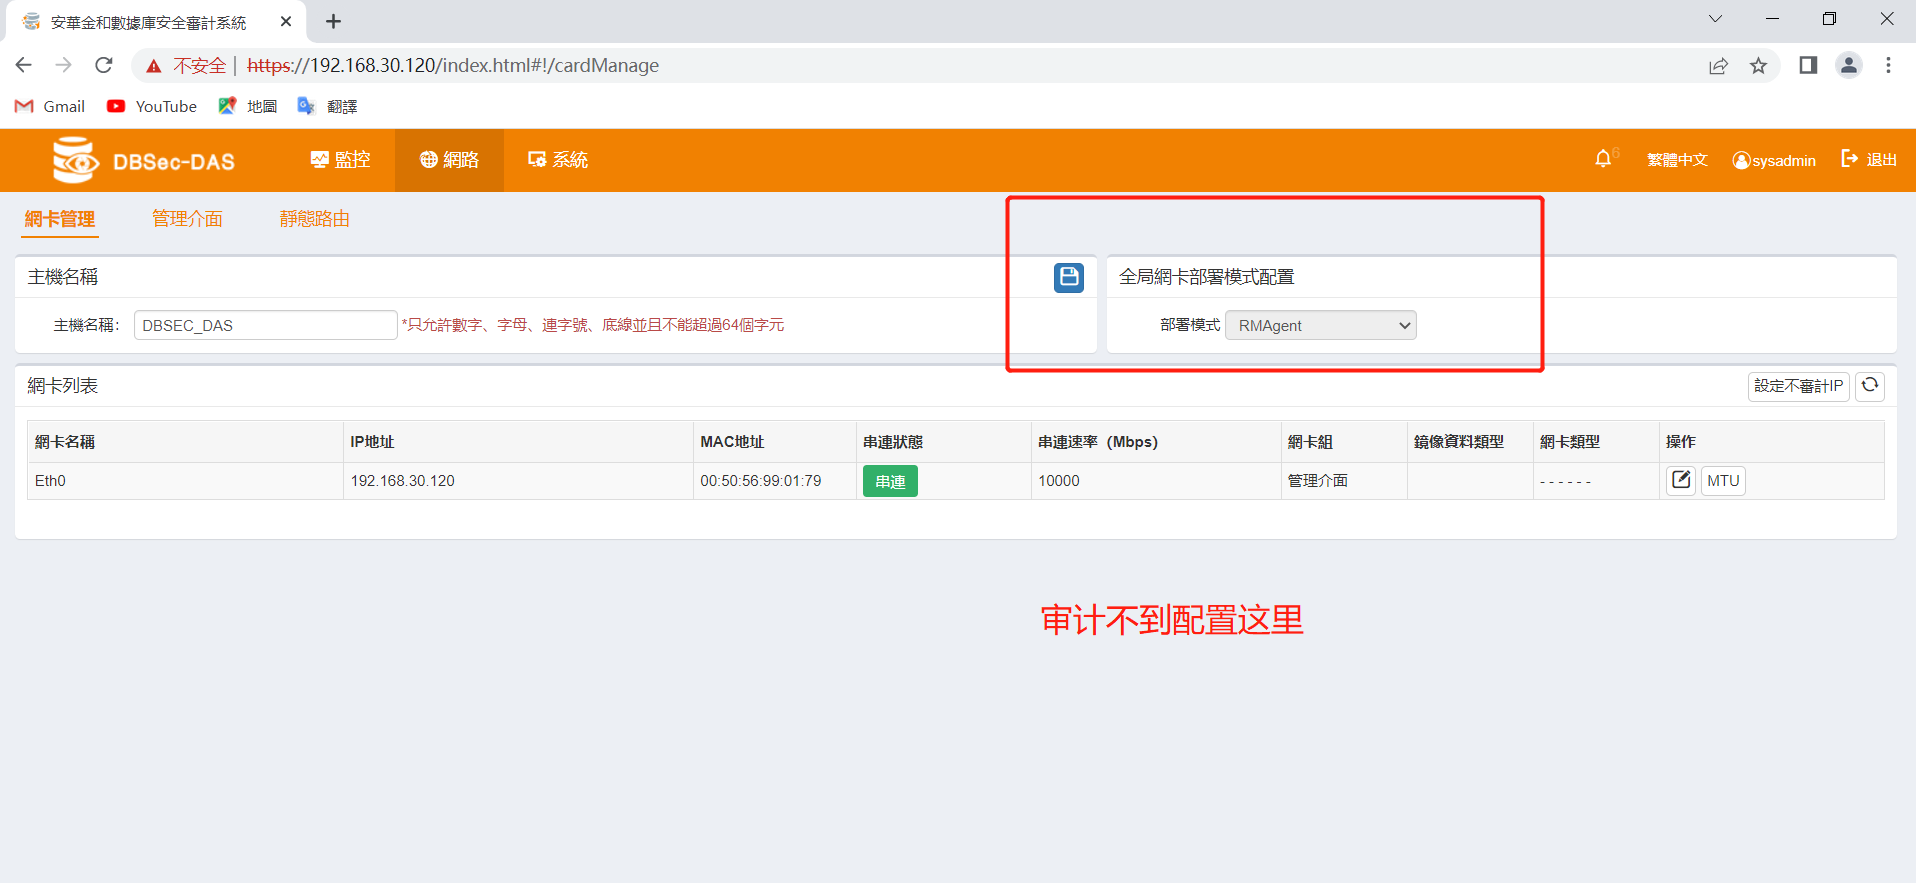 安華金和數據庫安全審計系統
不安全 https://192.168.30.120/index.html#!/cardManage
Gmail YouTube 地圖 翻譯
DBSec-DAS 監控 網路 系統 6 繁體中文 sysadmin 退出
網卡管理 管理介面 靜態路由
主機名稱 全局網卡部署模式配置
主機名稱： DBSEC_DAS *只允許數字、字母、連字號、底線並且不能超過64個字元 部署模式 RMAgent
網卡列表 設定不審計IP
網卡名稱 IP地址 MAC地址 串連狀態 串連速率（Mbps） 網卡組 鏡像資料類型 網卡類型 操作
Eth0 192.168.30.120 00:50:56:99:01:79 串連 10000 管理介面 ------ MTU
审计不到配置这里